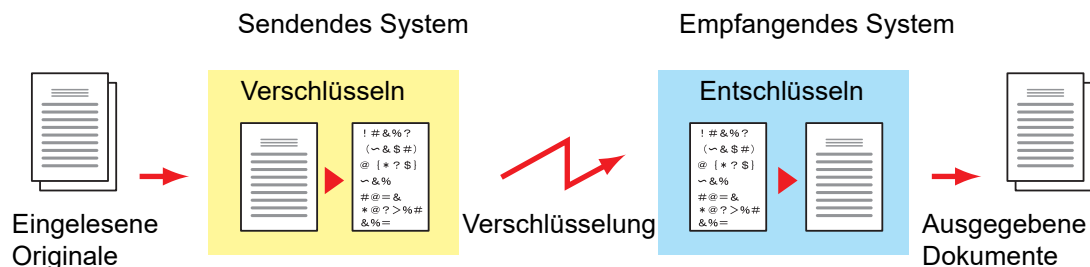 Sendendes System
Empfangendes System
Verschlüsseln
Entschlüsseln
!#&%?
(~&$#)
@{*?$}
~&%
#@=&
*@?>%#
&%=
!#&%?
(~&$#)
@{*?$}
~&%
#@=&
*@?>%#
&%=
Eingelesene
Originale
Verschlüsselung
Ausgegebene
Dokumente